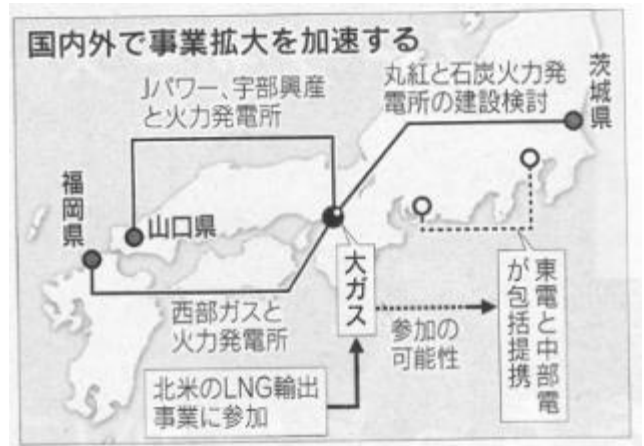 国内外で事業拡大を加速する
Jパワー、宇部興産
と火力発電所
丸紅と石炭火力発
電所の建設検討
茨城県
福岡県
山口県
大ガス
西部ガスと
火力発電所
参加の
可能性
東電と中部電
が包括提携
北米のLNG輸出
事業に参加